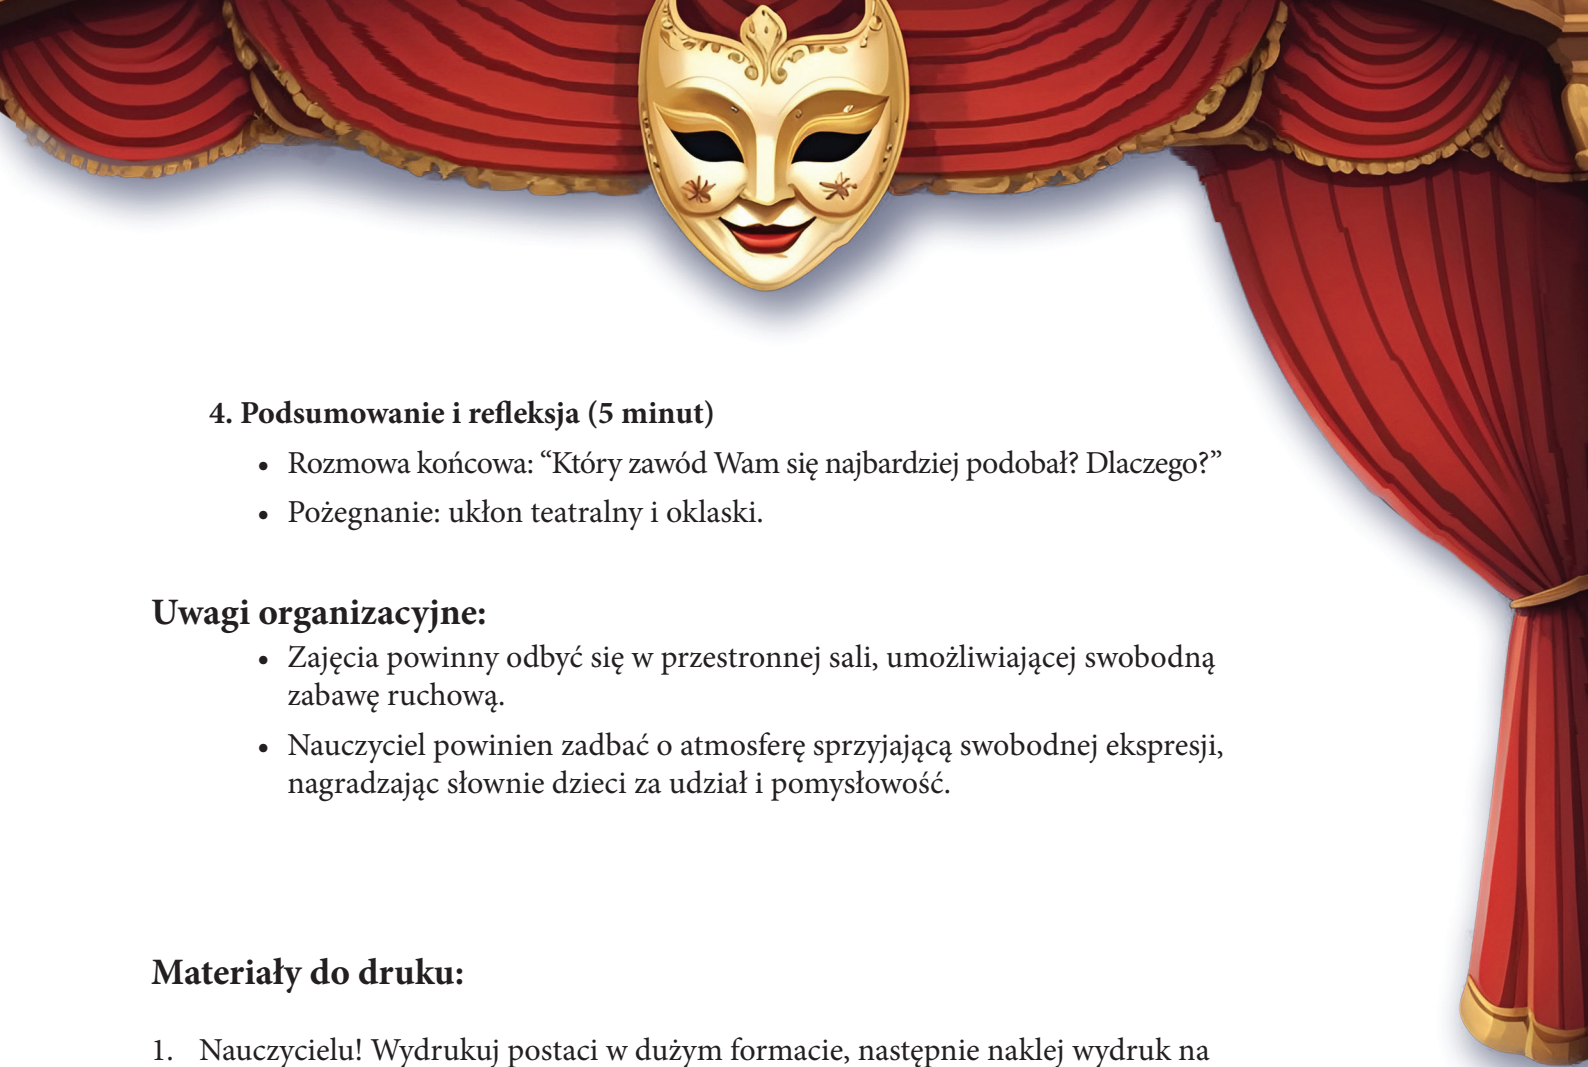 4. Podsumowanie i refleksja (5 minut)
• Rozmowa końcowa: “Który zawód Wam się najbardziej podobał? Dlaczego?”
• Pożegnanie: ukłon teatralny i oklaski.
Uwagi organizacyjne:
• Zajęcia powinny odbyć się w przestronnej sali, umożliwiającej swobodną
zabawę ruchową.
• Nauczyciel powinien zadbać o atmosferę sprzyjającą swobodnej ekspresji,
nagradzając słownie dzieci za udział i pomysłowość.
Materiały do druku:
1. Nauczycielu! Wydrukuj postaci w dużym formacie, następnie naklej wydruk na